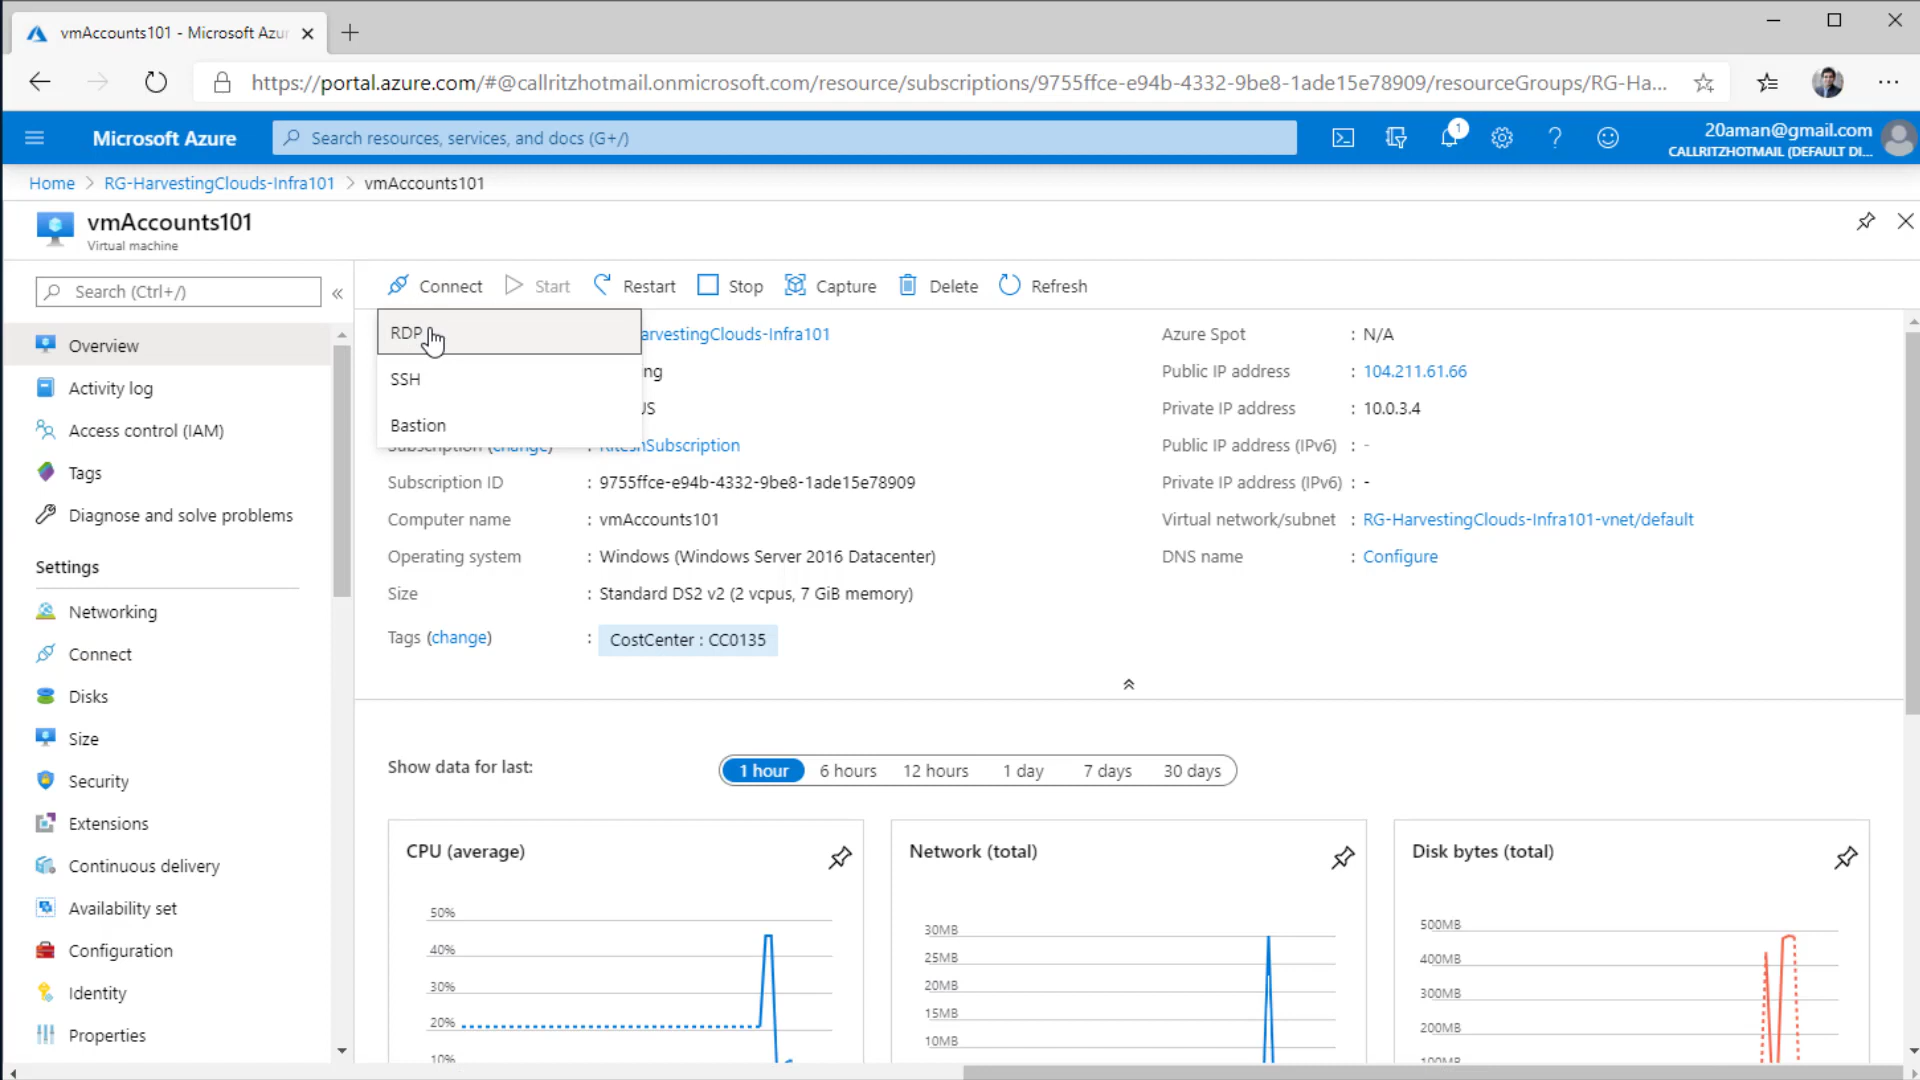 vmAccounts101 - Microsoft Azu
https://portal.azure.com/#@callritzhotmail.onmicrosoft.com/resource/subscriptions/9755ffce-e94b-4332-9be8-1ade15e78909/resourceGroups/RG-Ha...
Microsoft Azure
Search resources, services, and docs (G+/)
1
20aman@gmail.com
CALLRITZHOTMAIL (DEFAULT DI...
Home > RG-HarvestingClouds-Infra101 > vmAccounts101
vmAccounts101
Virtual machine
Search (Ctrl+/)
Overview
Activity log
Access control (IAM)
Tags
Diagnose and solve problems
Settings
Networking
Connect
Disks
Size
Security
Extensions
Continuous delivery
Availability set
Configuration
Identity
Properties
Connect Start Restart Stop Capture Delete Refresh
RDP
SSH
Bastion
arvestingClouds-Infra101
ng
US
Subscription (change) : RiteshSubscription
Subscription ID : 9755ffce-e94b-4332-9be8-1ade15e78909
Computer name : vmAccounts101
Operating system : Windows (Windows Server 2016 Datacenter)
Size : Standard DS2 v2 (2 vcpus, 7 GiB memory)
Tags (change) : CostCenter : CC0135
Azure Spot : N/A
Public IP address : 104.211.61.66
Private IP address : 10.0.3.4
Public IP address (IPv6) : -
Private IP address (IPv6) : -
Virtual network/subnet : RG-HarvestingClouds-Infra101-vnet/default
DNS name : Configure
Show data for last:
1 hour 6 hours 12 hours 1 day 7 days 30 days
CPU (average)
50%
40%
30%
20%
10%
Network (total)
30MB
25MB
20MB
15MB
10MB
Disk bytes (total)
500MB
400MB
300MB
200MB
100MB